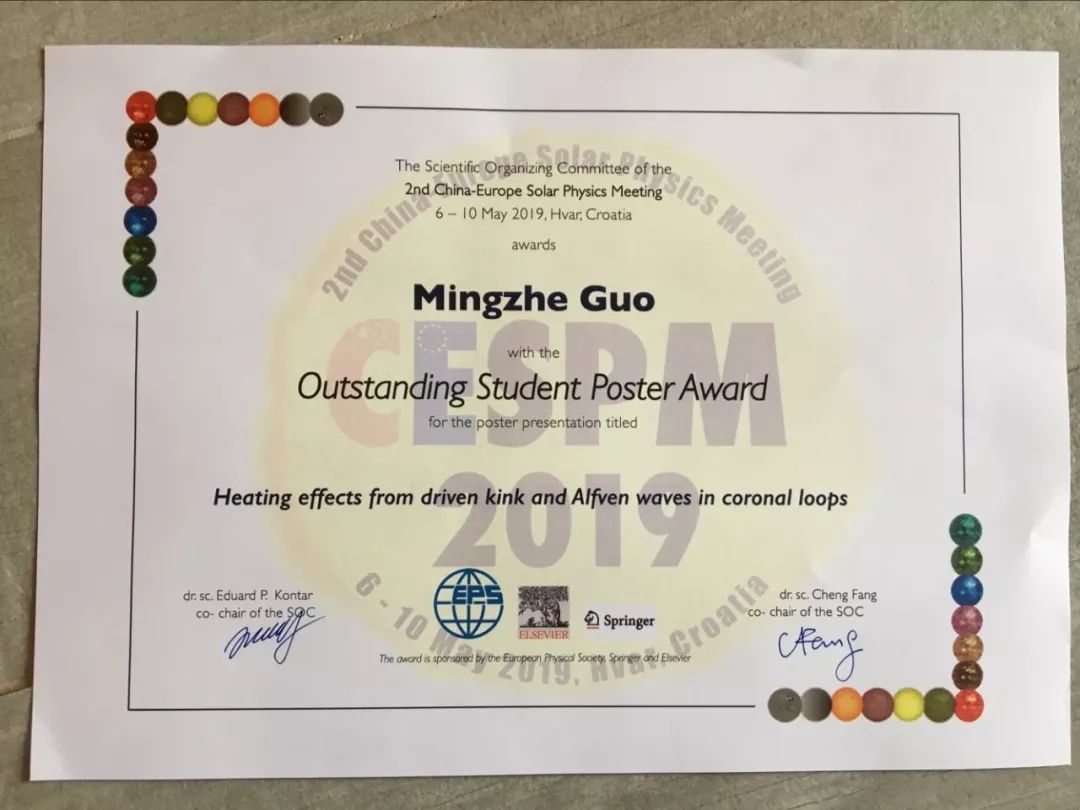 The Scientific Organizing Committee of the
2nd China-Europe Solar Physics Meeting
6 – 10 May 2019, Hvar, Croatia
awards
Mingzhe Guo
with the
Outstanding Student Poster Award
for the poster presentation titled
Heating effects from driven kink and Alfven waves in coronal loops
2nd China Europe Solar Physics Meeting
CESPM
2019
6 - 10 May 2019, Hvar, Croatia
dr. sc. Eduard P. Kontar
co- chair of the SOC
EPS
ELSEVIER
Springer
dr. sc. Cheng Fang
co- chair of the SOC
The award is sponsored by the European Physical Society, Springer and Elsevier